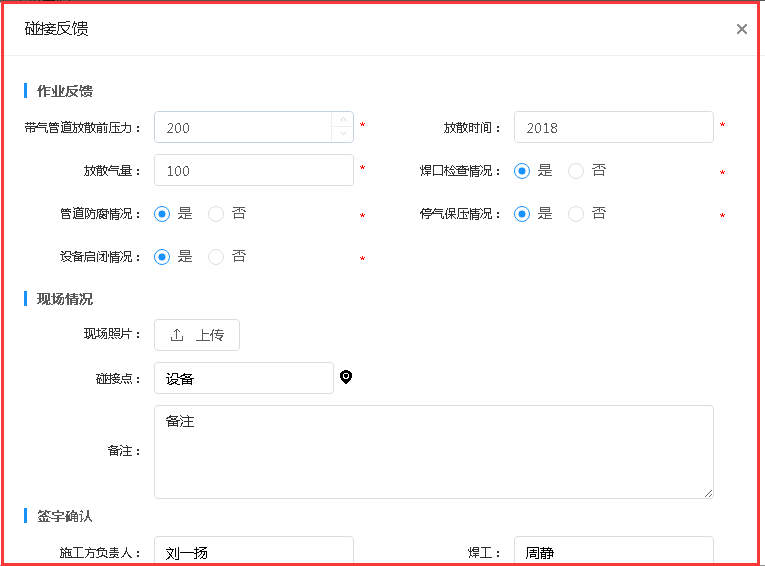 碰接反馈
作业反馈
带气管道放散前压力： 200 * 放散时间： 2018 *
放散气量： 100 * 焊口检查情况： 是 否 *
管道防腐情况： 是 否 * 停气保压情况： 是 否 *
设备启闭情况： 是 否 *
现场情况
现场照片： 上传
碰接点： 设备
备注
备注：
签字确认
施工方负责人： 刘一扬 焊工： 周静